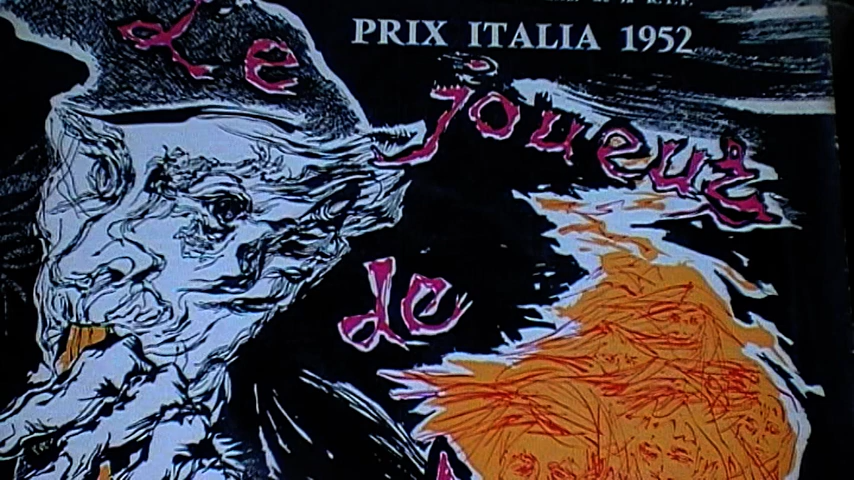 R.T.F.
PRIX ITALIA 1952
Le
joueur
de